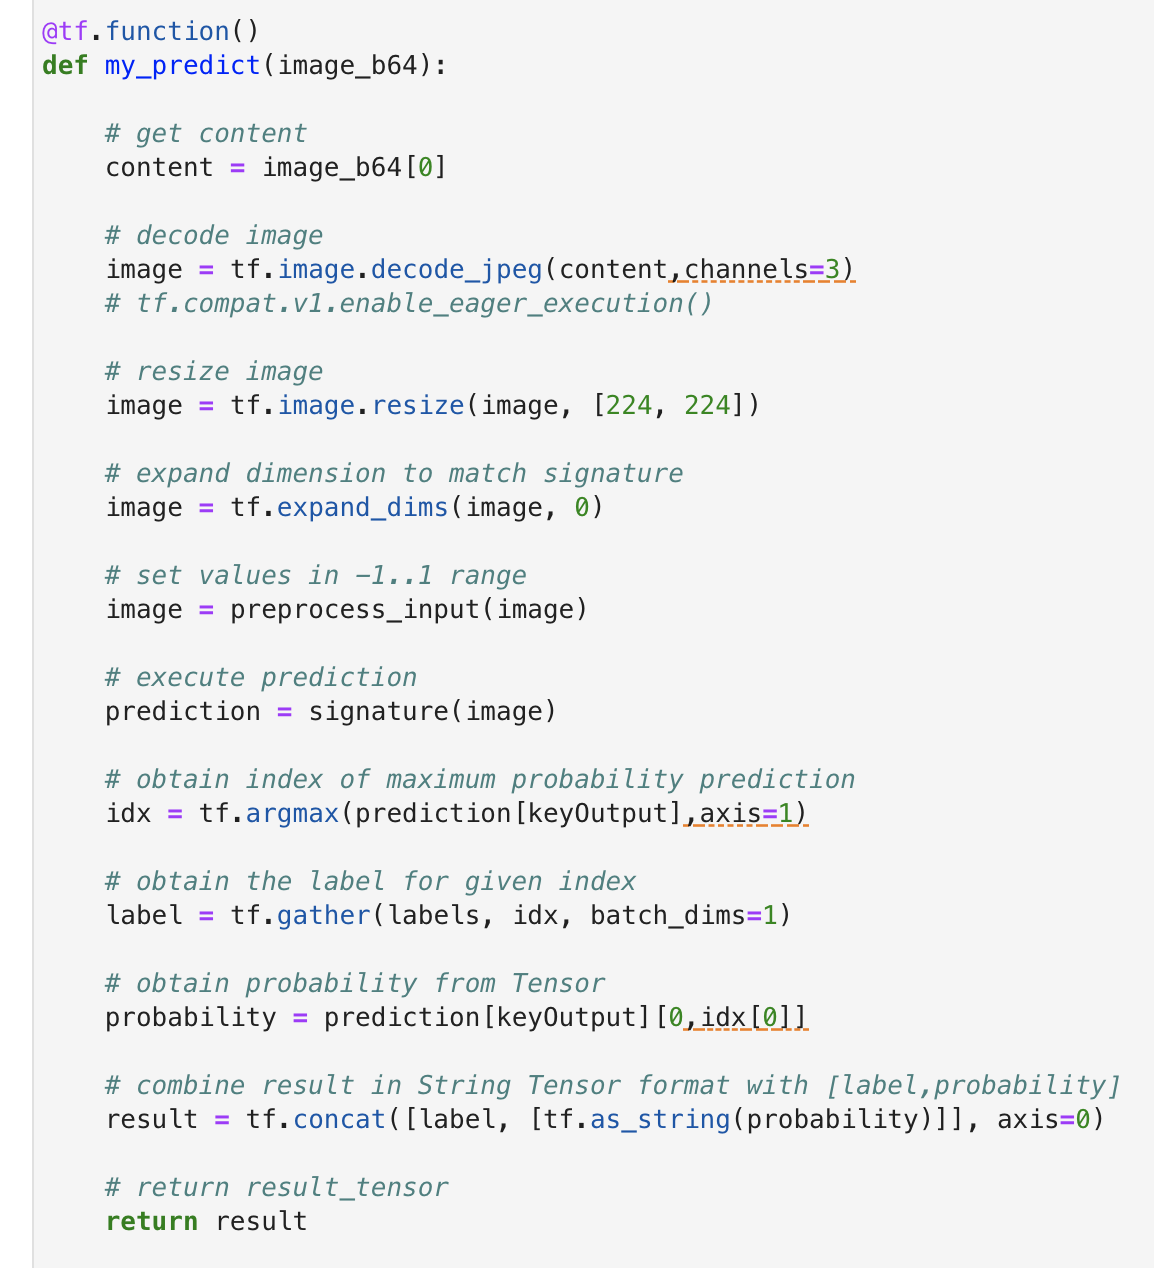 @tf.function()
def my_predict(image_b64):
# get content
content = image_b64[0]
# decode image
image = tf.image.decode_jpeg(content,channels=3)
# tf.compat.v1.enable_eager_execution()
# resize image
image = tf.image.resize(image, [224, 224])
# expand dimension to match signature
image = tf.expand_dims(image, 0)
# set values in -1..1 range
image = preprocess_input(image)
# execute prediction
prediction = signature(image)
# obtain index of maximum probability prediction
idx = tf.argmax(prediction[keyOutput],axis=1)
# obtain the label for given index
label = tf.gather(labels, idx, batch_dims=1)
# obtain probability from Tensor
probability = prediction[keyOutput][0,idx[0]]
# combine result in String Tensor format with [label,probability]
result = tf.concat([label, [tf.as_string(probability)]], axis=0)
# return result_tensor
return result